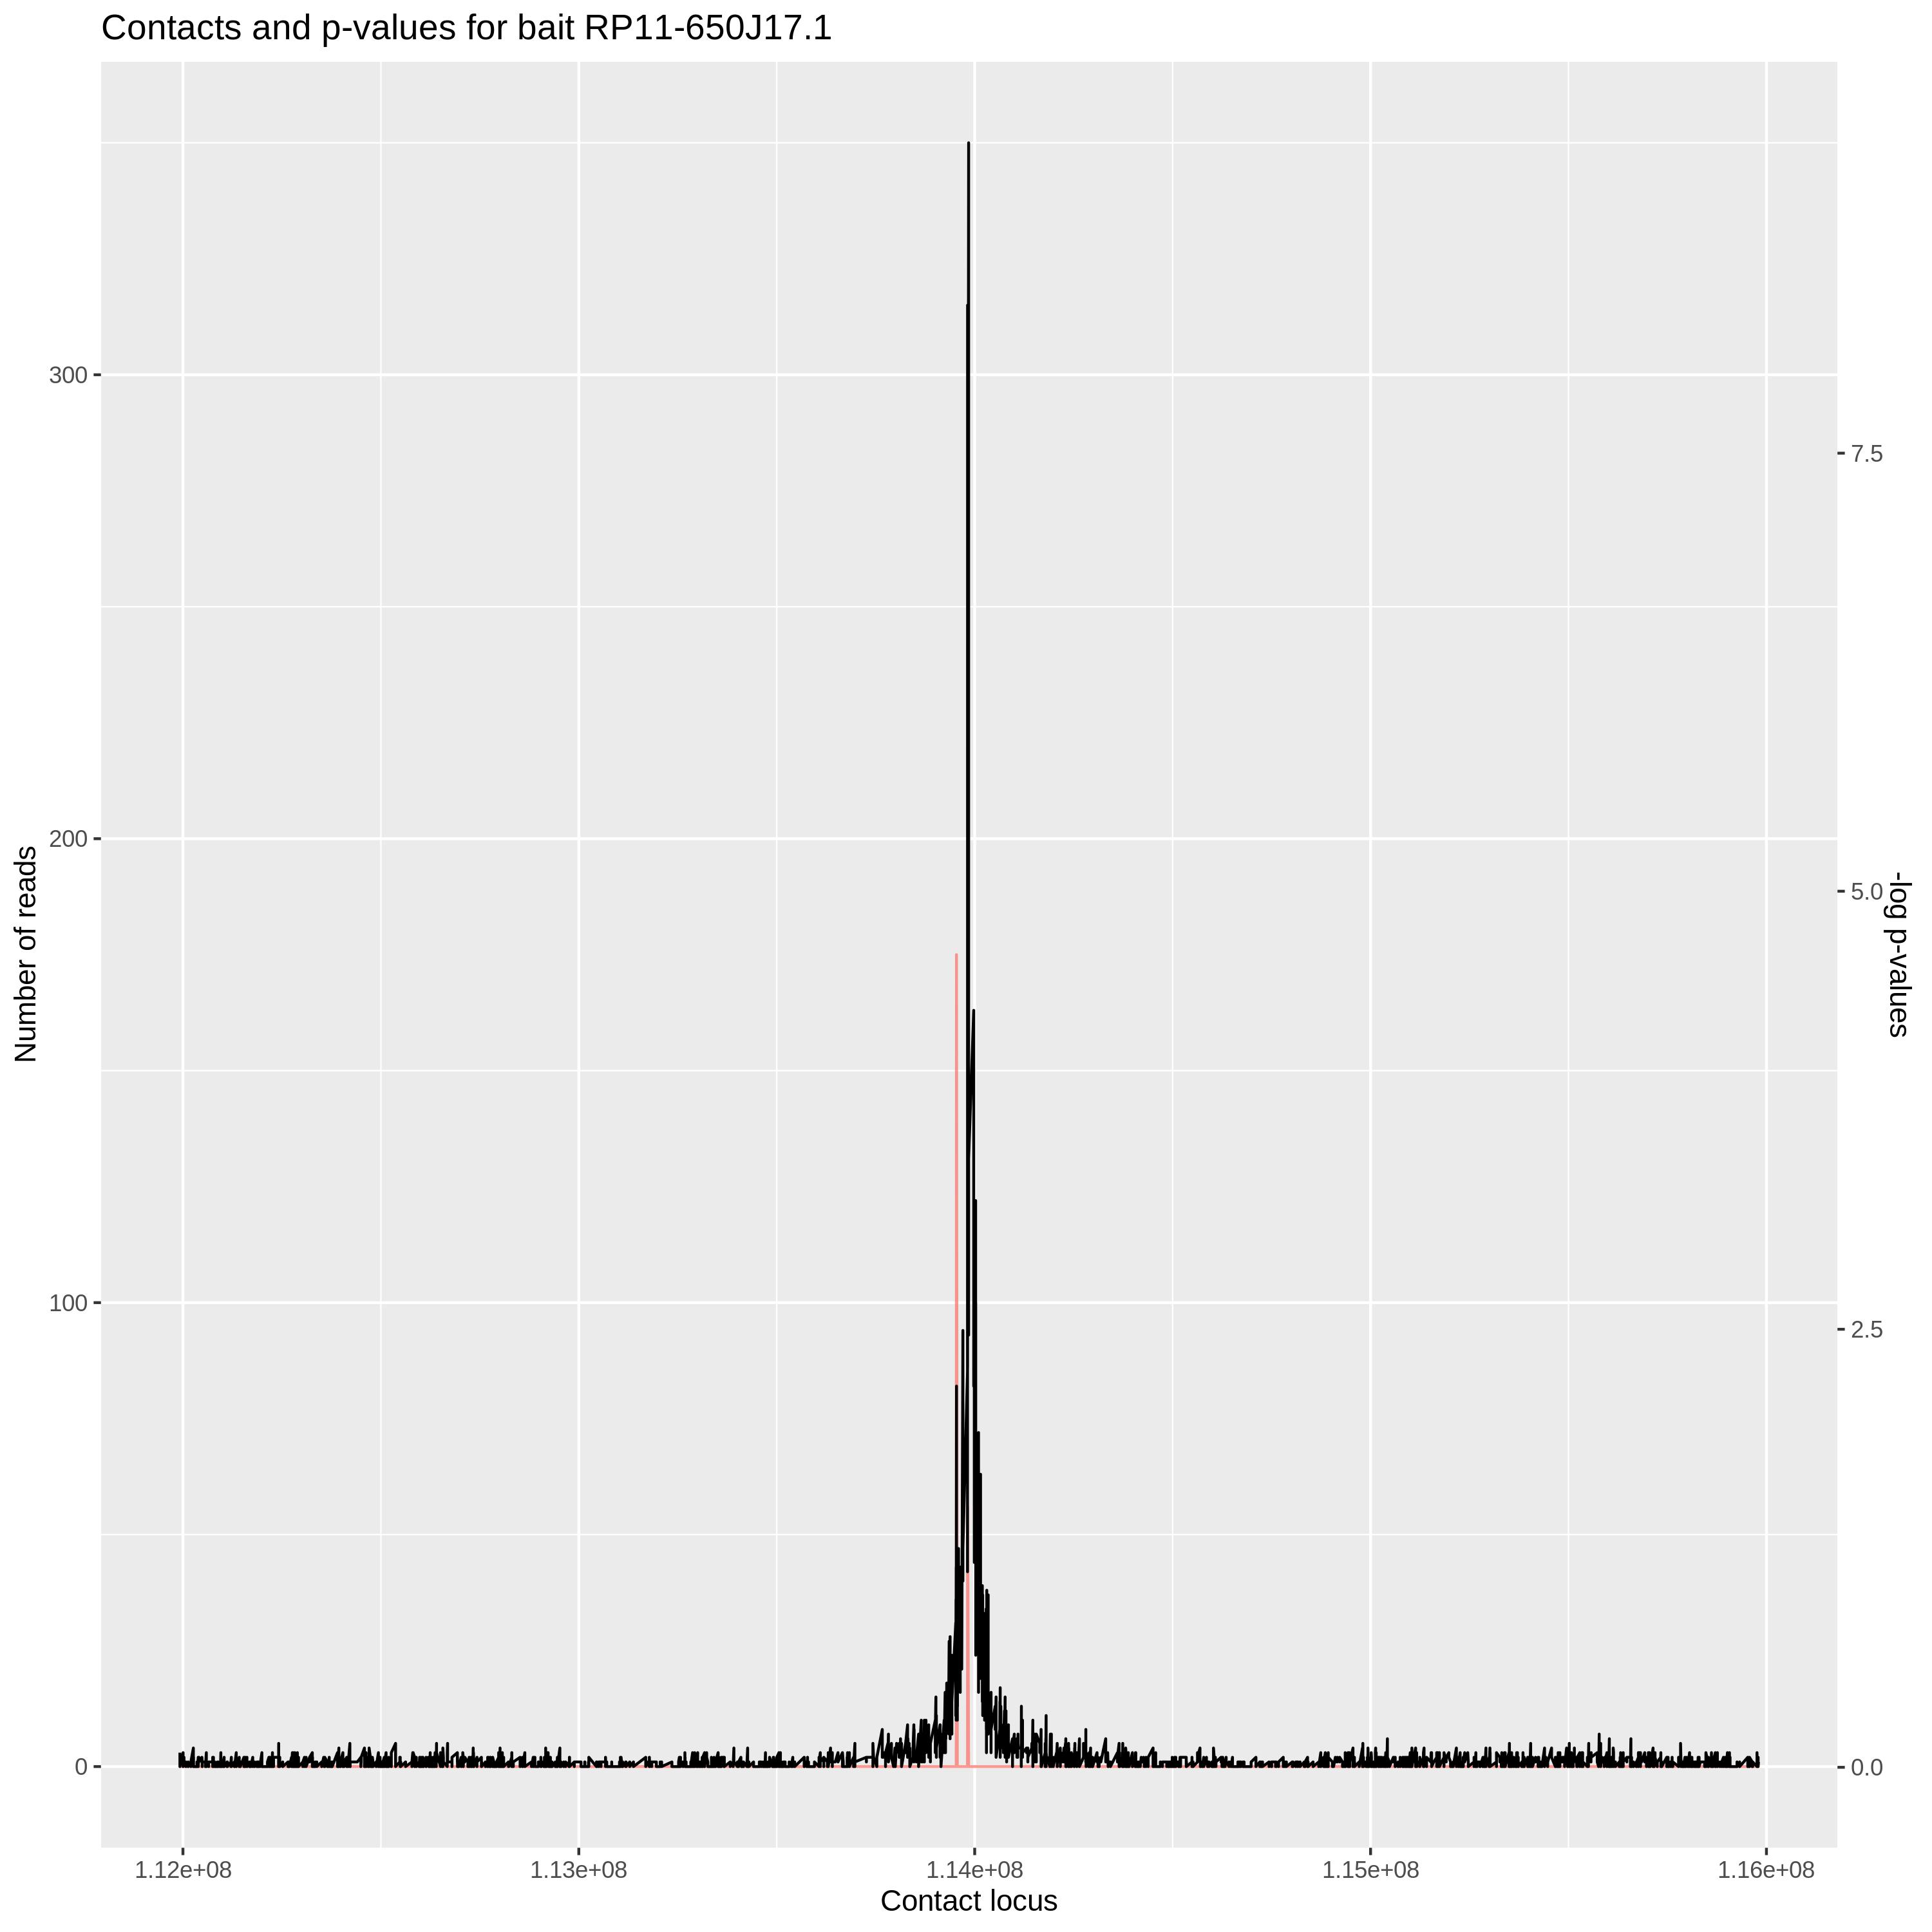 Contacts and p-values for bait RP11-650J17.1
Number of reads
300
200
100
0
7.5
5.0
2.5
0.0
-log p-values
1.12e+08
1.13e+08
1.14e+08
1.15e+08
1.16e+08
Contact locus